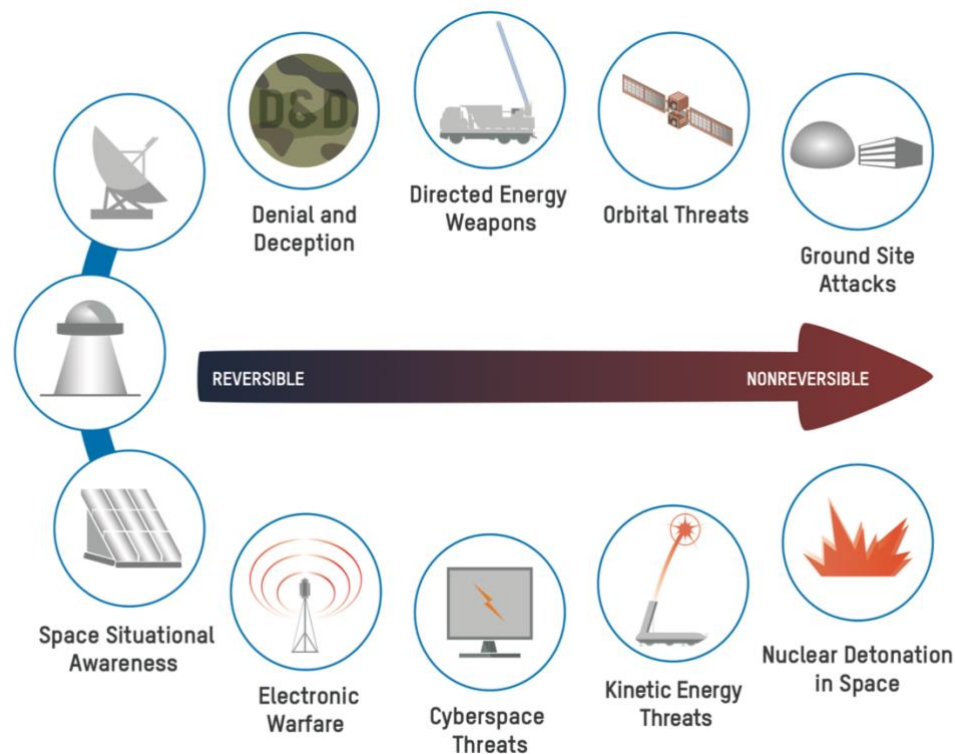 D&D
Denial and
Deception
Directed Energy
Weapons
Orbital Threats
Ground Site
Attacks
REVERSIBLE
NONREVERSIBLE
Space Situational
Awareness
Electronic
Warfare
Cyberspace
Threats
Kinetic Energy
Threats
Nuclear Detonation
in Space